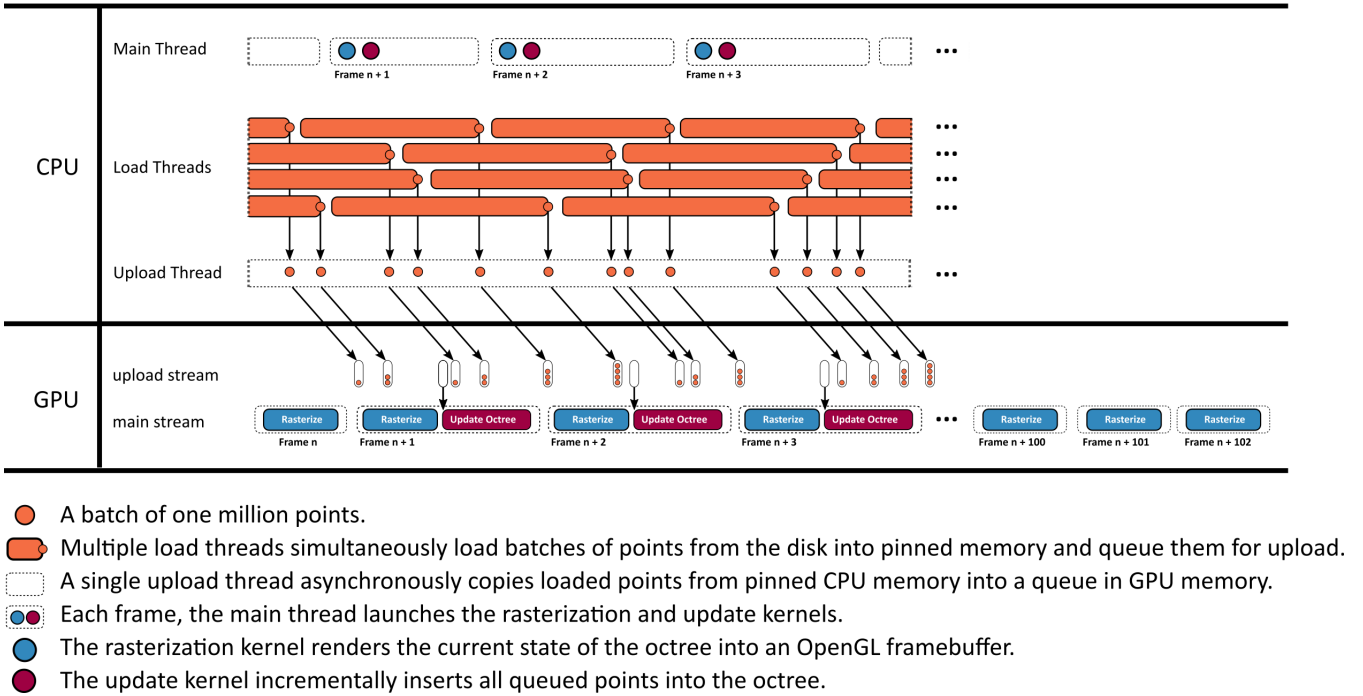 CPU
Main Thread
Frame n + 1
Frame n + 2
Frame n + 3
...
Load Threads
...
...
...
...
Upload Thread
...
GPU
upload stream
main stream
Rasterize
Rasterize
Update Octree
Rasterize
Update Octree
Rasterize
Update Octree
...
Rasterize
Rasterize
Rasterize
Frame n
Frame n + 1
Frame n + 2
Frame n + 3
Frame n + 100
Frame n + 101
Frame n + 102
A batch of one million points.
Multiple load threads simultaneously load batches of points from the disk into pinned memory and queue them for upload.
A single upload thread asynchronously copies loaded points from pinned CPU memory into a queue in GPU memory.
Each frame, the main thread launches the rasterization and update kernels.
The rasterization kernel renders the current state of the octree into an OpenGL framebuffer.
The update kernel incrementally inserts all queued points into the octree.